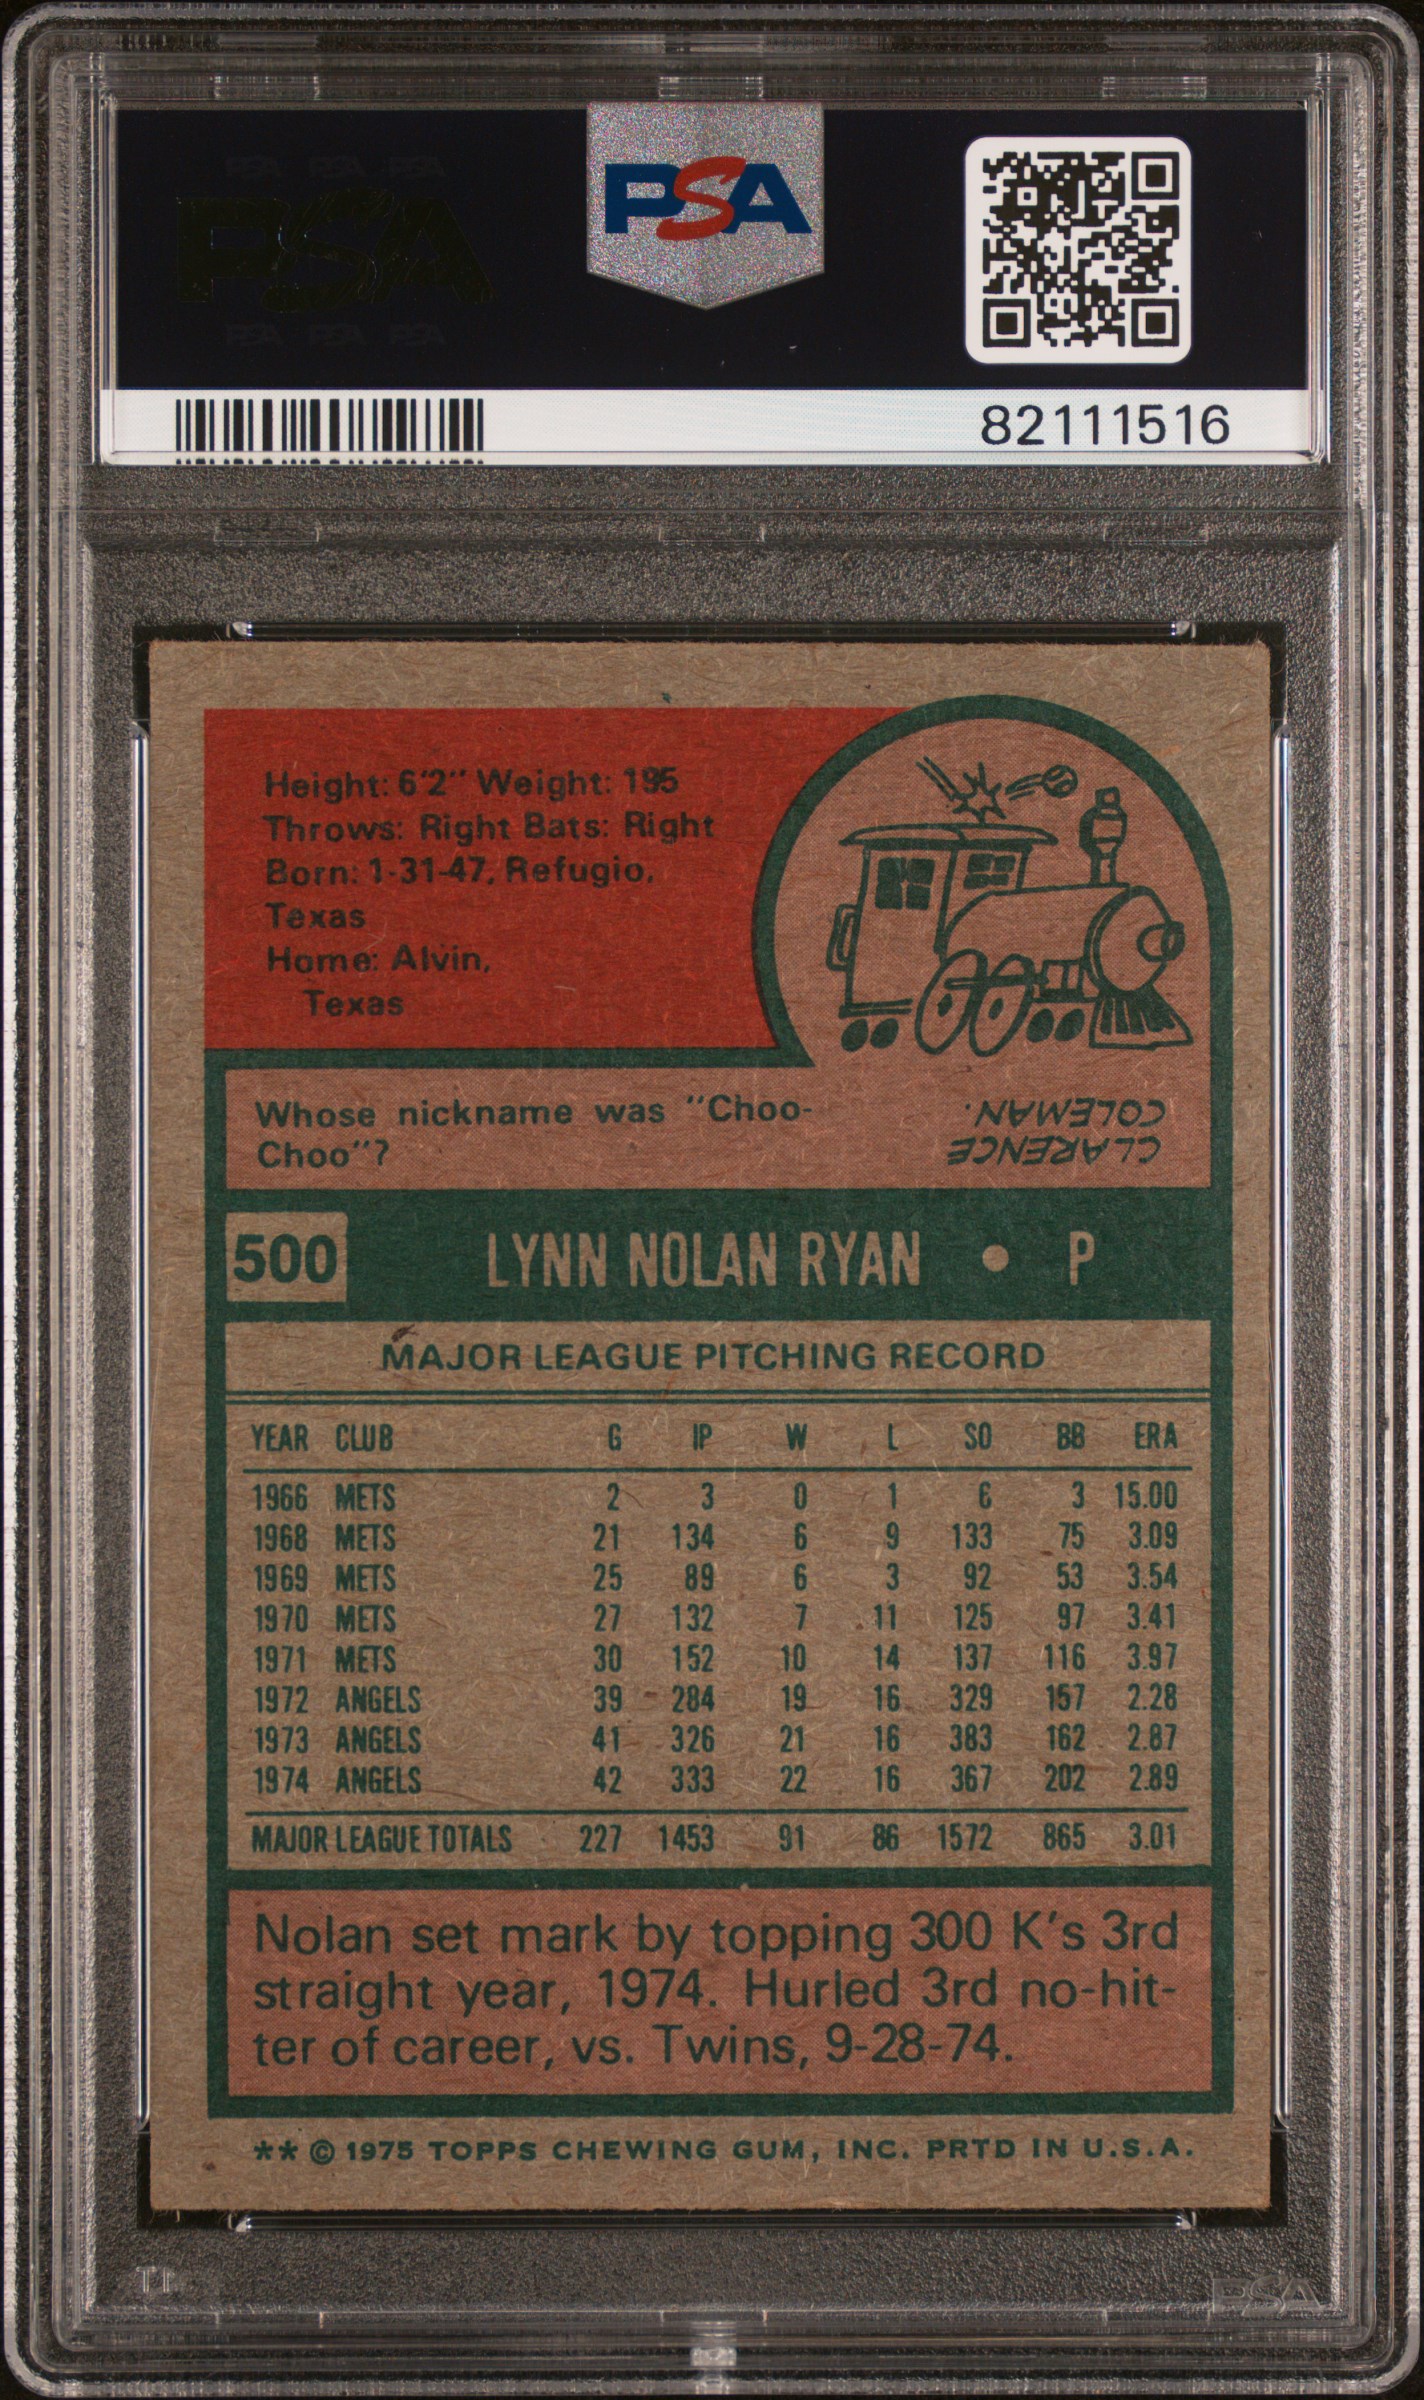 PSA PSA PSA
PSA
PSA PSA PSA
PSA
82111516
Height: 6'2" Weight: 195
Throws: Right Bats: Right
Born: 1-31-47, Refugio,
Texas
Home: Alvin,
Texas
Whose nickname was "Choo-
Choo"?
CLARENCE
COLEMAN.
500 LYNN NOLAN RYAN • P
MAJOR LEAGUE PITCHING RECORD
YEAR CLUB G IP W L SO BB ERA
1966 METS 2 3 0 1 6 3 15.00
1968 METS 21 134 6 9 133 75 3.09
1969 METS 25 89 6 3 92 53 3.54
1970 METS 27 132 7 11 125 97 3.41
1971 METS 30 152 10 14 137 116 3.97
1972 ANGELS 39 284 19 16 329 157 2.28
1973 ANGELS 41 326 21 16 383 162 2.87
1974 ANGELS 42 333 22 16 367 202 2.89
MAJOR LEAGUE TOTALS 227 1453 91 86 1572 865 3.01
Nolan set mark by topping 300 K's 3rd
straight year, 1974. Hurled 3rd no-hit-
ter of career, vs. Twins, 9-28-74.
** © 1975 TOPPS CHEWING GUM, INC. PRTD IN U.S.A.
PSA